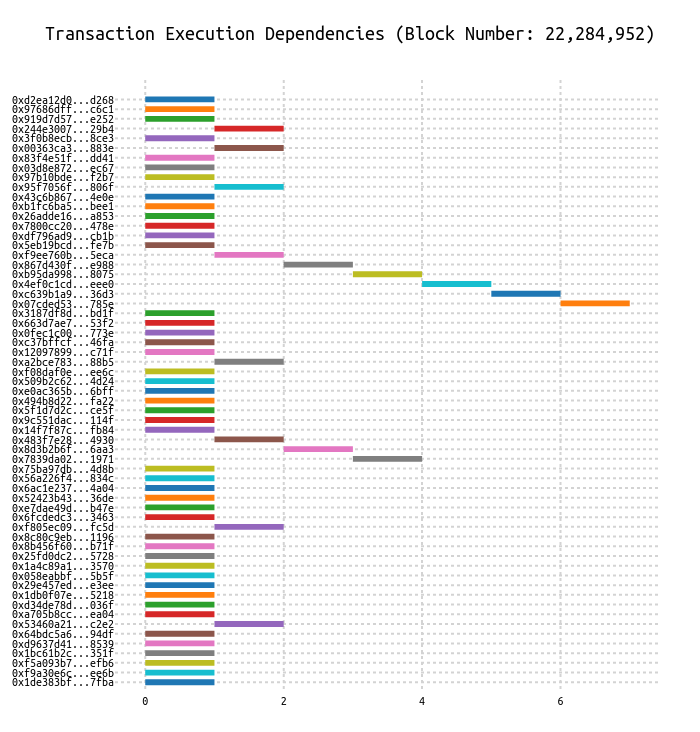 Transaction Execution Dependencies (Block Number: 22,284,952)
0xd2ea12d0...d268
0x97686dff...c6c1
0x919d7d57...e252
0x244e3007...29b4
0x3f0b8ecb...8ce3
0x00363ca3...883e
0x83f4e51f...dd41
0x03d8e872...ec67
0x97b10bde...f2b7
0x95f7056f...806f
0x43c6b867...4e0e
0xb1fc6ba5...bee1
0x26adde16...a853
0x7800cc20...478e
0xdf796ad9...cb1b
0x5eb19bcd...fe7b
0xf9ee760b...5eca
0x867d430f...e988
0xb95da998...8075
0x4ef0c1cd...eee0
0xc639b1a9...36d3
0x07cded53...785e
0x3187df8d...bd1f
0x663d7ae7...53f2
0x0fec1c00...773e
0xc37bffcf...46fa
0x12097899...c71f
0xa2bce783...88b5
0xf08daf0e...ee6c
0x509b2c62...4d24
0xe0ac365b...6bff
0x494b8d22...fa22
0x5f1d7d2c...ce5f
0x9c551dac...114f
0x14f7f87c...fb84
0x483f7e28...4930
0x8d3b2b6f...6aa3
0x7839da02...1971
0x75ba97db...4d8b
0x56a226f4...834c
0x6ac1e237...4a04
0x52423b43...36de
0xe7dae49d...b47e
0x6fcdedc3...3463
0xf805ec09...fc5d
0x8c80c9eb...1196
0x8b456f60...b71f
0x25fd0dc2...5728
0x1a4c89a1...3570
0x058eabbf...5b5f
0x29e457ed...e3ee
0x1db0f07e...5218
0xd34de78d...036f
0xa705b8cc...ea04
0x53460a21...c2e2
0x64bdc5a6...94df
0xd9637d41...8539
0x1bc61b2c...351f
0xf5a093b7...efb6
0xf9a30e6c...ee6b
0x1de383bf...7fba
0 2 4 6